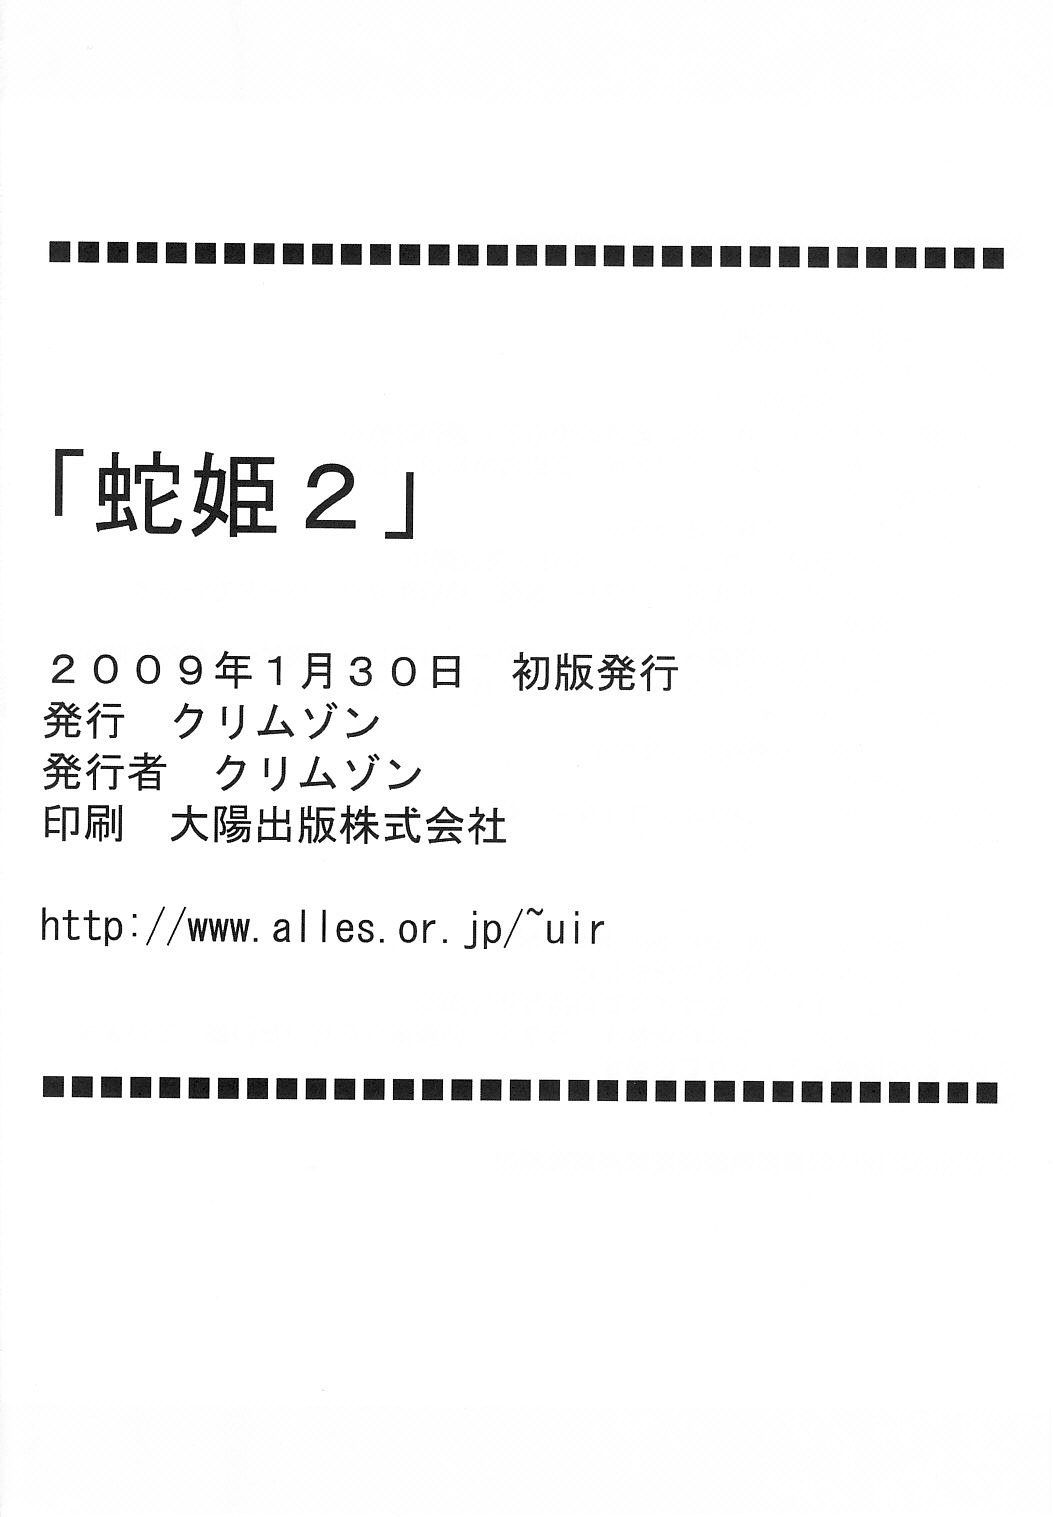 「蛇姫２」
２００９年１月３０日　初版発行
発行　クリムゾン
発行者　クリムゾン
印刷　大陽出版株式会社
http://www.alles.or.jp/~uir